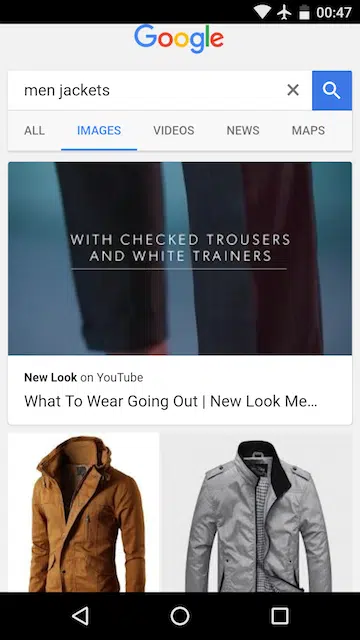 00:47
Google
men jackets
ALL IMAGES VIDEOS NEWS MAPS
WITH CHECKED TROUSERS
AND WHITE TRAINERS
New Look on YouTube
What To Wear Going Out | New Look Me...